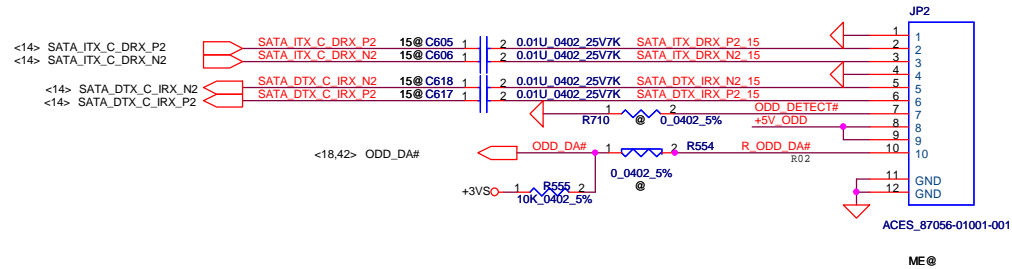 JP2
<14> SATA_ITX_C_DRX_P2 SATA_ITX_C_DRX_P2 15@ C605 1 2 0.01U_0402_25V7K SATA_ITX_DRX_P2_15 1 1
<14> SATA_ITX_C_DRX_N2 SATA_ITX_C_DRX_N2 15@ C606 1 2 0.01U_0402_25V7K SATA_ITX_DRX_N2_15 2 2
3 3
4 4
<14> SATA_DTX_C_IRX_N2 SATA_DTX_C_IRX_N2 15@ C618 1 2 0.01U_0402_25V7K SATA_DTX_IRX_N2_15 5 5
<14> SATA_DTX_C_IRX_P2 SATA_DTX_C_IRX_P2 15@ C617 1 2 0.01U_0402_25V7K SATA_DTX_IRX_P2_15 6 6
R710 1 @ 2 0_0402_5% ODD_DETECT# 7 7
+5V_ODD 8 8
9 9
<18,42> ODD_DA# ODD_DA# 1 2 R554 R_ODD_DA# 10 10
R02
0_0402_5%
@
+3VS 1 R555 2
10K_0402_5%
11 GND
12 GND
ACES_87056-01001-001
ME@